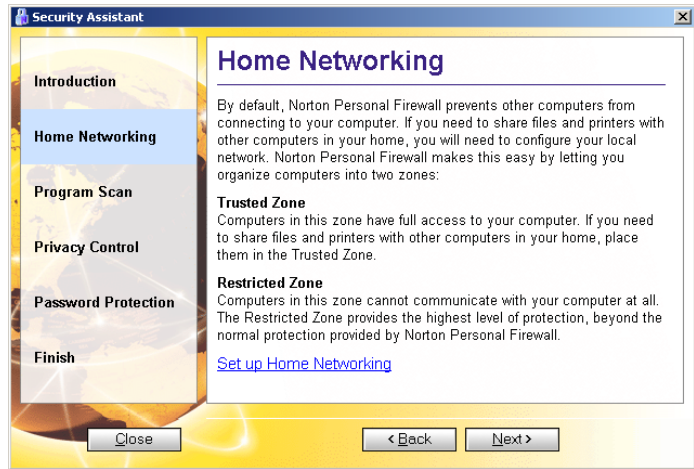 Security Assistant
Introduction
Home Networking
Program Scan
Privacy Control
Password Protection
Finish
Home Networking
By default, Norton Personal Firewall prevents other computers from
connecting to your computer. If you need to share files and printers with
other computers in your home, you will need to configure your local
network. Norton Personal Firewall makes this easy by letting you
organize computers into two zones:
Trusted Zone
Computers in this zone have full access to your computer. If you need
to share files and printers with other computers in your home, place
them in the Trusted Zone.
Restricted Zone
Computers in this zone cannot communicate with your computer at all.
The Restricted Zone provides the highest level of protection, beyond the
normal protection provided by Norton Personal Firewall.
Set up Home Networking
Close
< Back
Next >